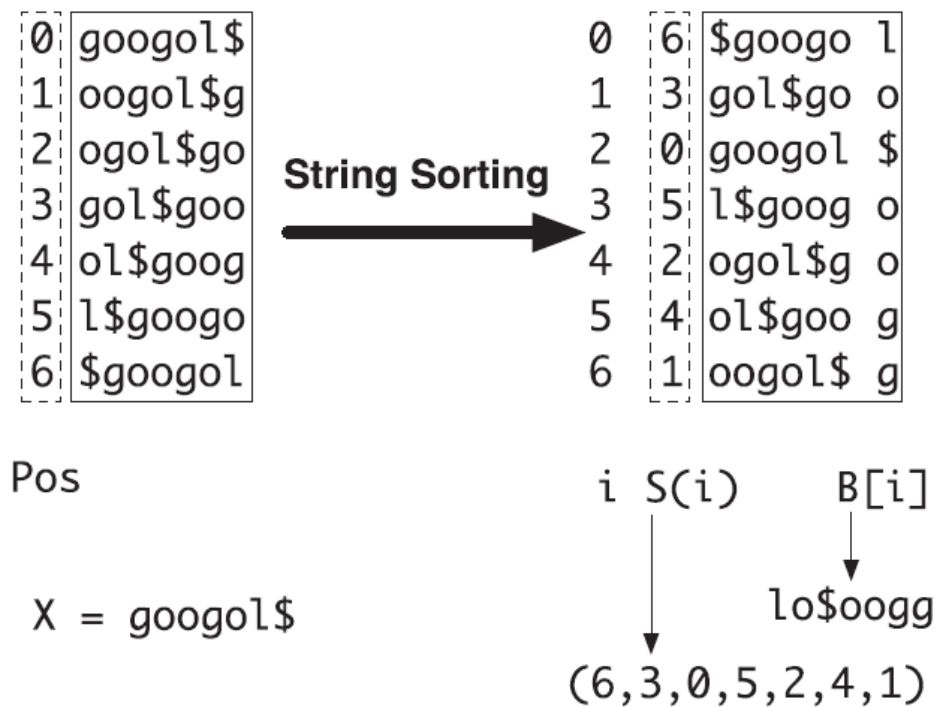 0 googol$ 0 6 $googo l
1 oogol$g 1 3 gol$go o
2 ogol$go 2 0 googol $
String Sorting
3 gol$goo 3 5 l$goog o
4 ol$goog 4 2 ogol$g o
5 l$googo 5 4 ol$goo g
6 $googol 6 1 oogol$ g
Pos i S(i) B[i]
X = googol$ lo$oogg
(6,3,0,5,2,4,1)